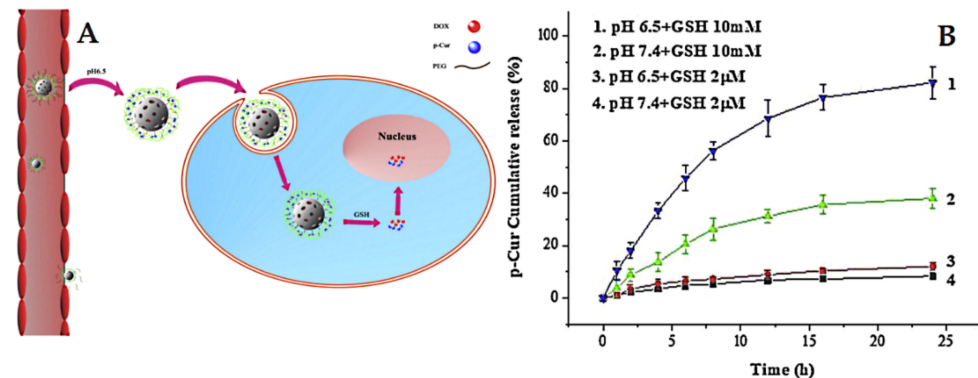 A
DOX
p-Cur
PEG
pH6.5
Nucleus
GSH
B
1. pH 6.5+GSH 10mM
2. pH 7.4+GSH 10mM
3. pH 6.5+GSH 2μM
4. pH 7.4+GSH 2μM
p-Cur Cumulative release (%)
100
80
60
40
20
0
1
2
3
4
0 5 10 15 20 25
Time (h)